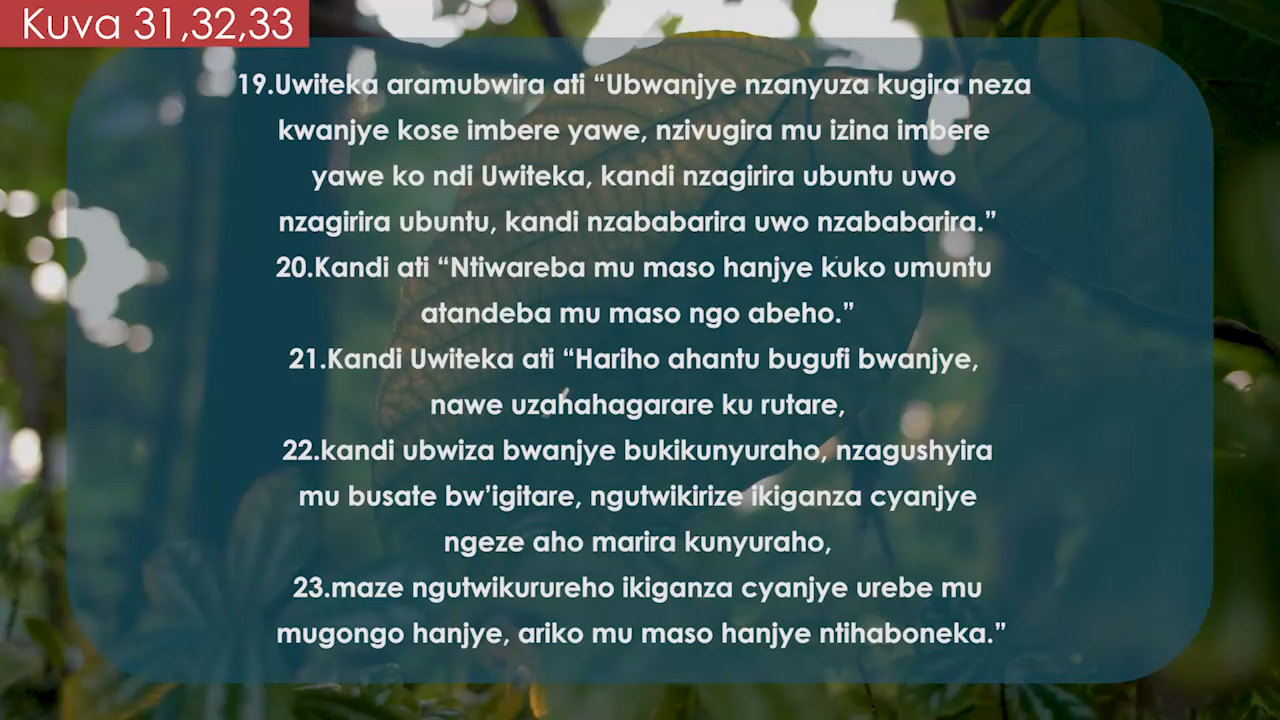 Kuva 31,32,33
19.Uwiteka aramubwira ati “Ubwanjye nzanyuza kugira neza
kwanjye kose imbere yawe, nzivugira mu izina imbere
yawe ko ndi Uwiteka, kandi nzagirira ubuntu uwo
nzagirira ubuntu, kandi nzababarira uwo nzababarira.”
20.Kandi ati “Ntiwareba mu maso hanjye kuko umuntu
atandeba mu maso ngo abeho.”
21.Kandi Uwiteka ati “Hariho ahantu bugufi bwanjye,
nawe uzahahagarare ku rutare,
22.kandi ubwiza bwanjye bukikunyuraho, nzagushyira
mu busate bw’igitare, ngutwikirize ikiganza cyanjye
ngeze aho marira kunyuraho,
23.maze ngutwikurureho ikiganza cyanjye urebe mu
mugongo hanjye, ariko mu maso hanjye ntihaboneka.”